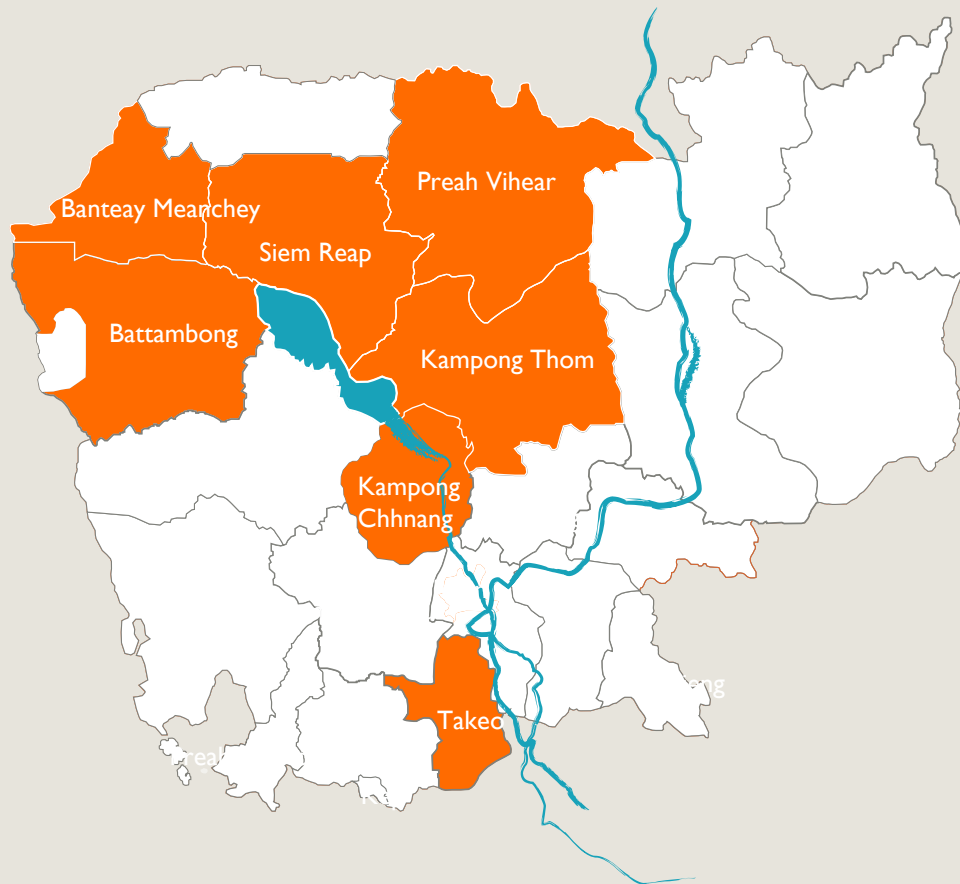 Preah Vihear
Banteay Meanchey
Siem Reap
Battambong
Kampong Thom
Kampong
Chhnang
Takeo